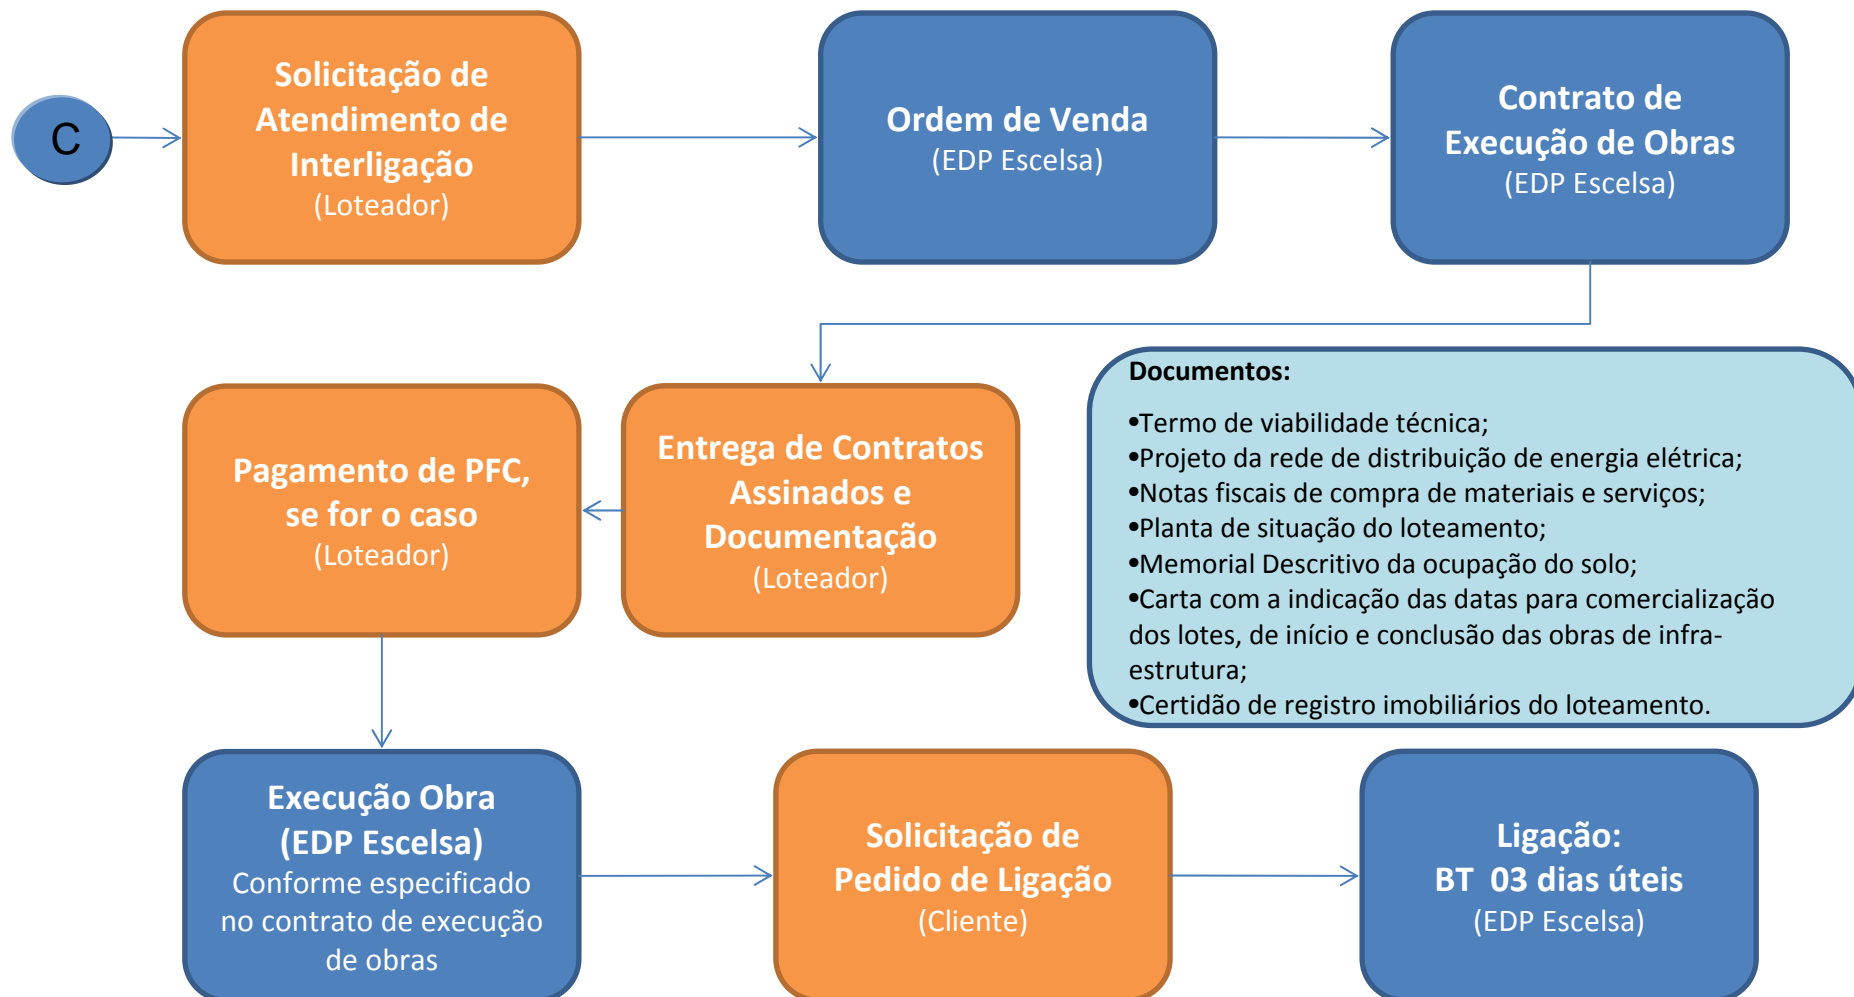 C
Solicitação de
Atendimento de
Interligação
(Loteador)
Ordem de Venda
(EDP Escelsa)
Contrato de
Execução de Obras
(EDP Escelsa)
Pagamento de PFC,
se for o caso
(Loteador)
Entrega de Contratos
Assinados e
Documentação
(Loteador)
Documentos:
•Termo de viabilidade técnica;
•Projeto da rede de distribuição de energia elétrica;
•Notas fiscais de compra de materiais e serviços;
•Planta de situação do loteamento;
•Memorial Descritivo da ocupação do solo;
•Carta com a indicação das datas para comercialização
dos lotes, de início e conclusão das obras de infra-
estrutura;
•Certidão de registro imobiliários do loteamento.
Execução Obra
(EDP Escelsa)
Conforme especificado
no contrato de execução
de obras
Solicitação de
Pedido de Ligação
(Cliente)
Ligação:
BT 03 dias úteis
(EDP Escelsa)